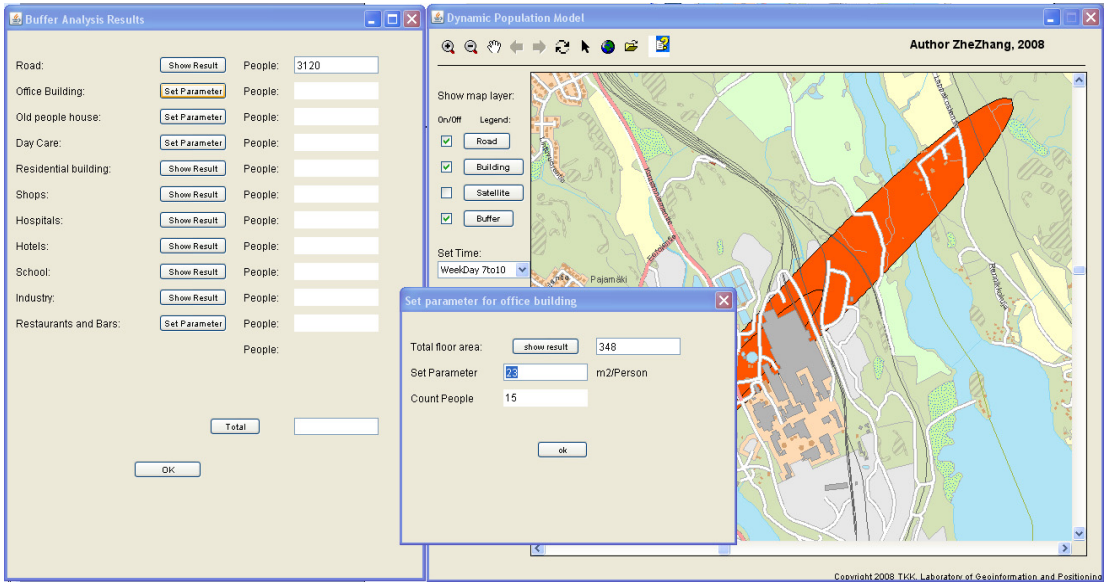 Buffer Analysis Results
Road: Show Result People: 3120
Office Building: Set Parameter People:
Old people house: Set Parameter People:
Day Care: Set Parameter People:
Residential building: Show Result People:
Shops: Show Result People:
Hospitals: Show Result People:
Hotels: Show Result People:
School: Show Result People:
Industry: Show Result People:
Restaurants and Bars: Set Parameter People:
People:
Total
OK
Dynamic Population Model
Author ZheZhang, 2008
Show map layer:
On/Off Legend:
Road
Building
Satellite
Buffer
Set Time:
WeekDay 7to10
Pajamäki
Set parameter for office building
Total floor area: show result 348
Set Parameter 23 m2/Person
Count People 15
ok
Copyright 2008 TKK, Laboratory of Geoinformation and Positioning